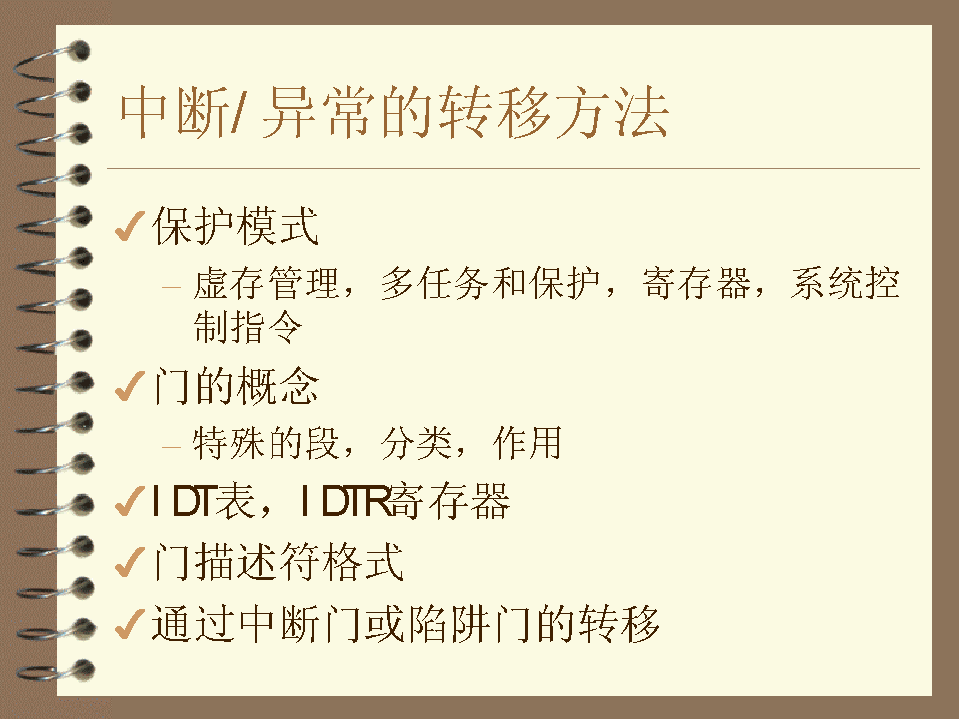 中断/ 异常的转移方法
✔保护模式
– 虚存管理，多任务和保护，寄存器，系统控
制指令
✔门的概念
– 特殊的段，分类，作用
✔IDT表，IDTR寄存器
✔门描述符格式
✔通过中断门或陷阱门的转移